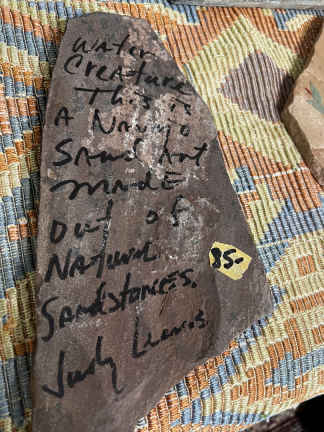 Water
Creature
This is
A Navajo
Sand Art
MADE
Out of
Natural
Sandstones.
85-
Judy Lewis